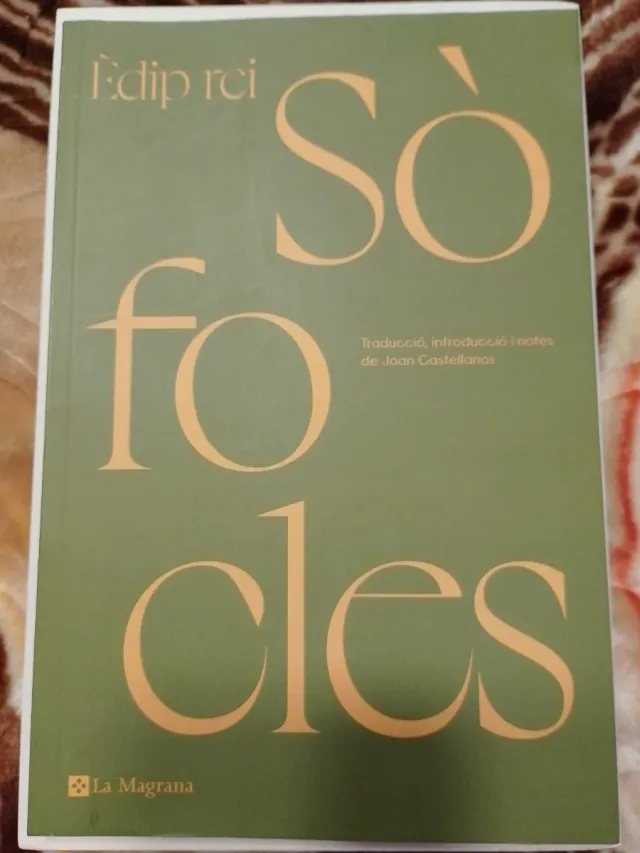 Èdip rei
Sò
fo
Traducció, introducció i notes
de Joan Castellanos
cles
La Magrana